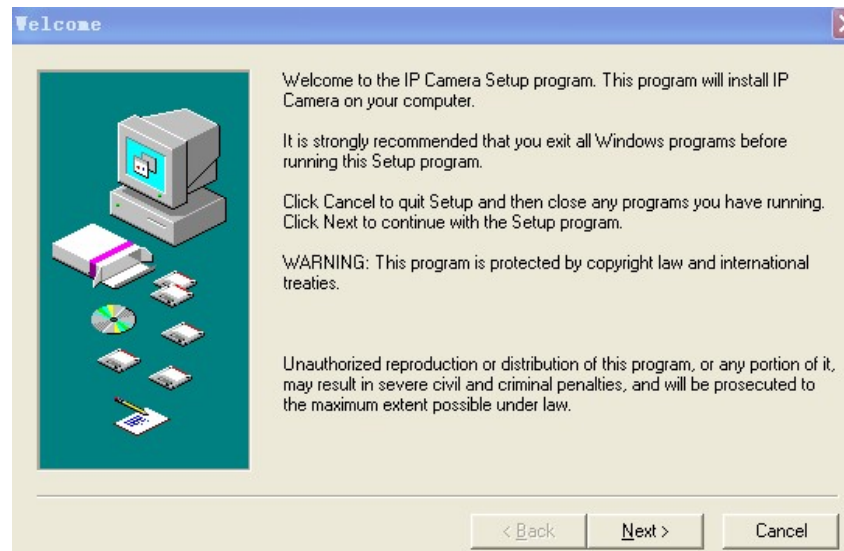 Welcome
Welcome to the IP Camera Setup program. This program will install IP
Camera on your computer.
It is strongly recommended that you exit all Windows programs before
running this Setup program.
Click Cancel to quit Setup and then close any programs you have running.
Click Next to continue with the Setup program.
WARNING: This program is protected by copyright law and international
treaties.
Unauthorized reproduction or distribution of this program, or any portion of it,
may result in severe civil and criminal penalties, and will be prosecuted to
the maximum extent possible under law.
< Back Next > Cancel